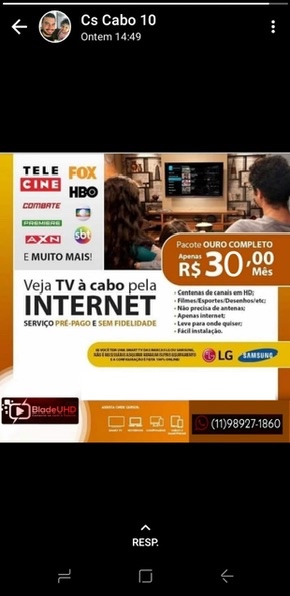 Cs Cabo 10
Ontem 14:49
TELE
CINE
FOX
HBO
COMBATE
PREMIERE
AXN
sbt
E MUITO MAIS!
Pacote OURO COMPLETO
Apenas
R$ 30,00
Mês
Veja TV à cabo pela
INTERNET
SERVIÇO PRÉ-PAGO E SEM FIDELIDADE
• Centenas de canais em HD;
• Filmes/Esportes/Desenhos/etc;
• Não precisa de antenas;
• Apenas internet;
• Leve para onde quiser;
• Fácil instalação.
LG
SAMSUNG
BladeUHD
(11)98927-1860
RESP.